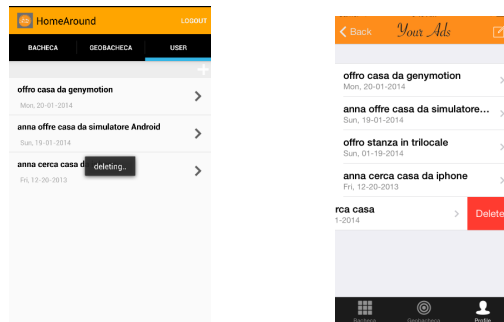 HomeAround
LOGOUT
BACHECA GEOBACHECA USER
offro casa da genymotion
Mon, 20-01-2014
anna offre casa da simulatore Android
Sun, 19-01-2014
anna cerca casa d
deleting..
Fri, 12-20-2013
Back Your Ads
offro casa da genymotion
Mon, 20-01-2014
anna offre casa da simulatore...
Sun, 19-01-2014
offro stanza in trilocale
Sun, 01-19-2014
anna cerca casa da iphone
Fri, 12-20-2013
rca casa
1-2014
Delete
Bacheca Geobacheca Profile